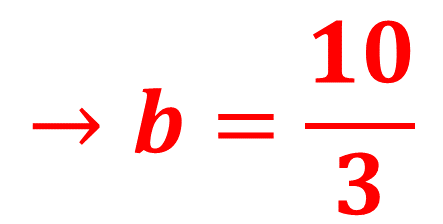 → b = 10/3